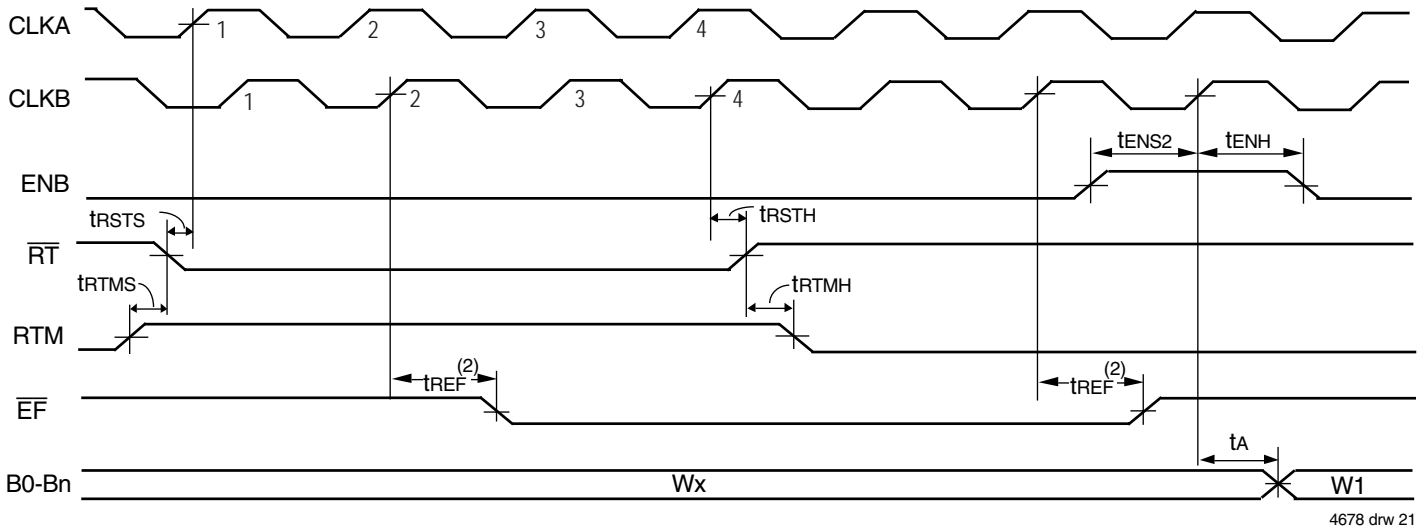 CLKA 1 2 3 4
CLKB 1 2 3 4
tENS2 tENH
ENB
tRSTS tRSTH
RT
tRTMS tRTMH
RTM
tREF(2) tREF(2)
EF
tA
B0-Bn Wx W1
4678 drw 21